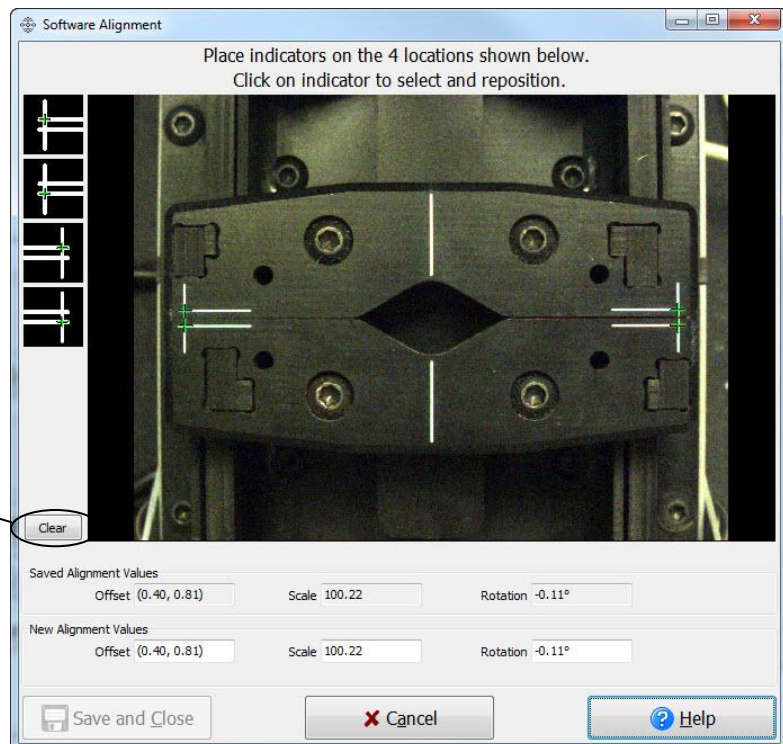 Software Alignment
Place indicators on the 4 locations shown below.
Click on indicator to select and reposition.
Clear
Saved Alignment Values
Offset (0.40, 0.81) Scale 100.22 Rotation -0.11°
New Alignment Values
Offset (0.40, 0.81) Scale 100.22 Rotation -0.11°
Save and Close Cancel Help